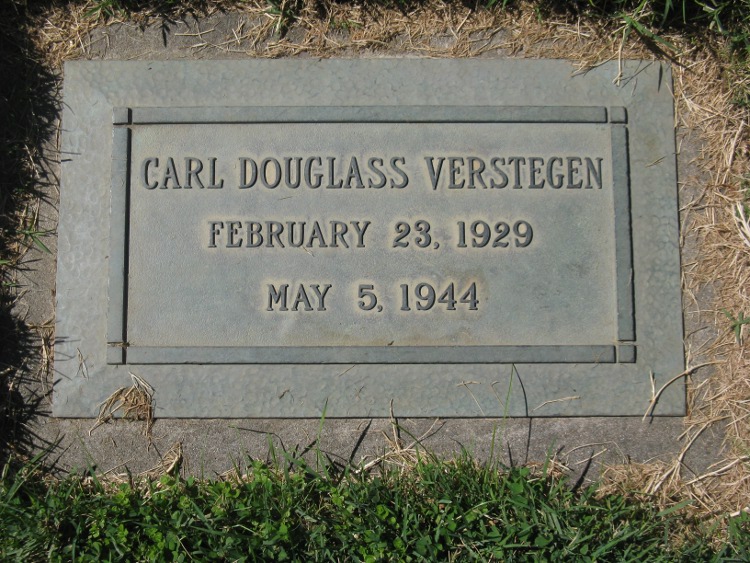 CARL DOUGLASS VERSTEGEN
FEBRUARY 23, 1929
MAY 5, 1944